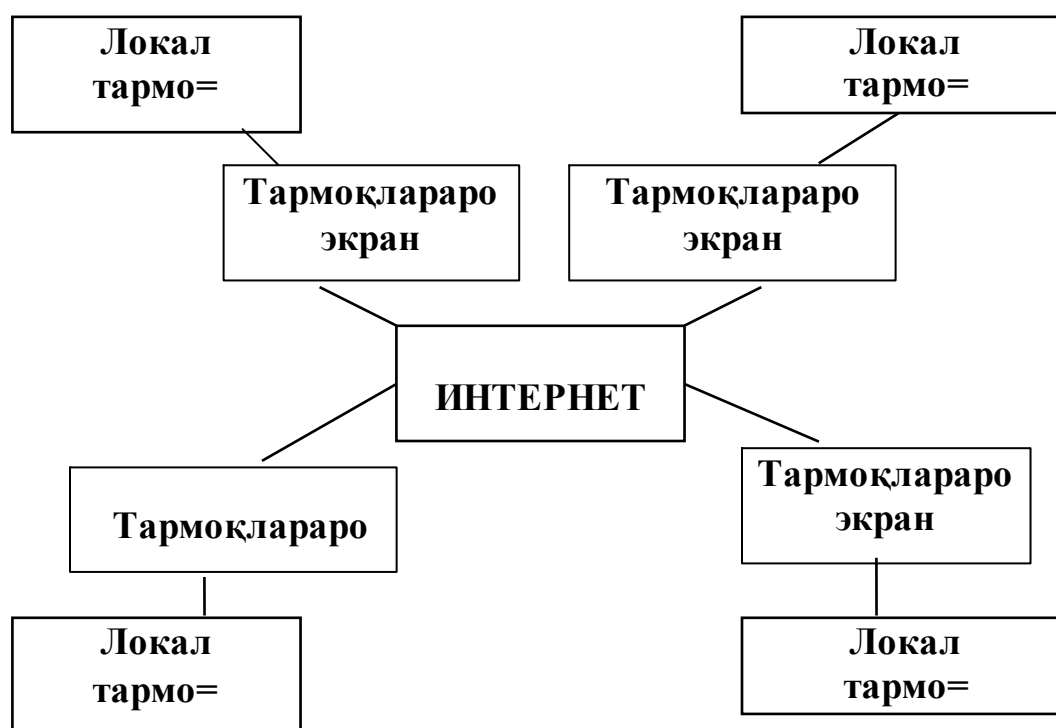 Локал
тармо=
Локал
тармо=
Тармоқлараро
экран
Тармоқлараро
экран
ИНТЕРНЕТ
Тармоқлараро
Тармоқлараро
экран
Локал
тармо=
Локал
тармо=